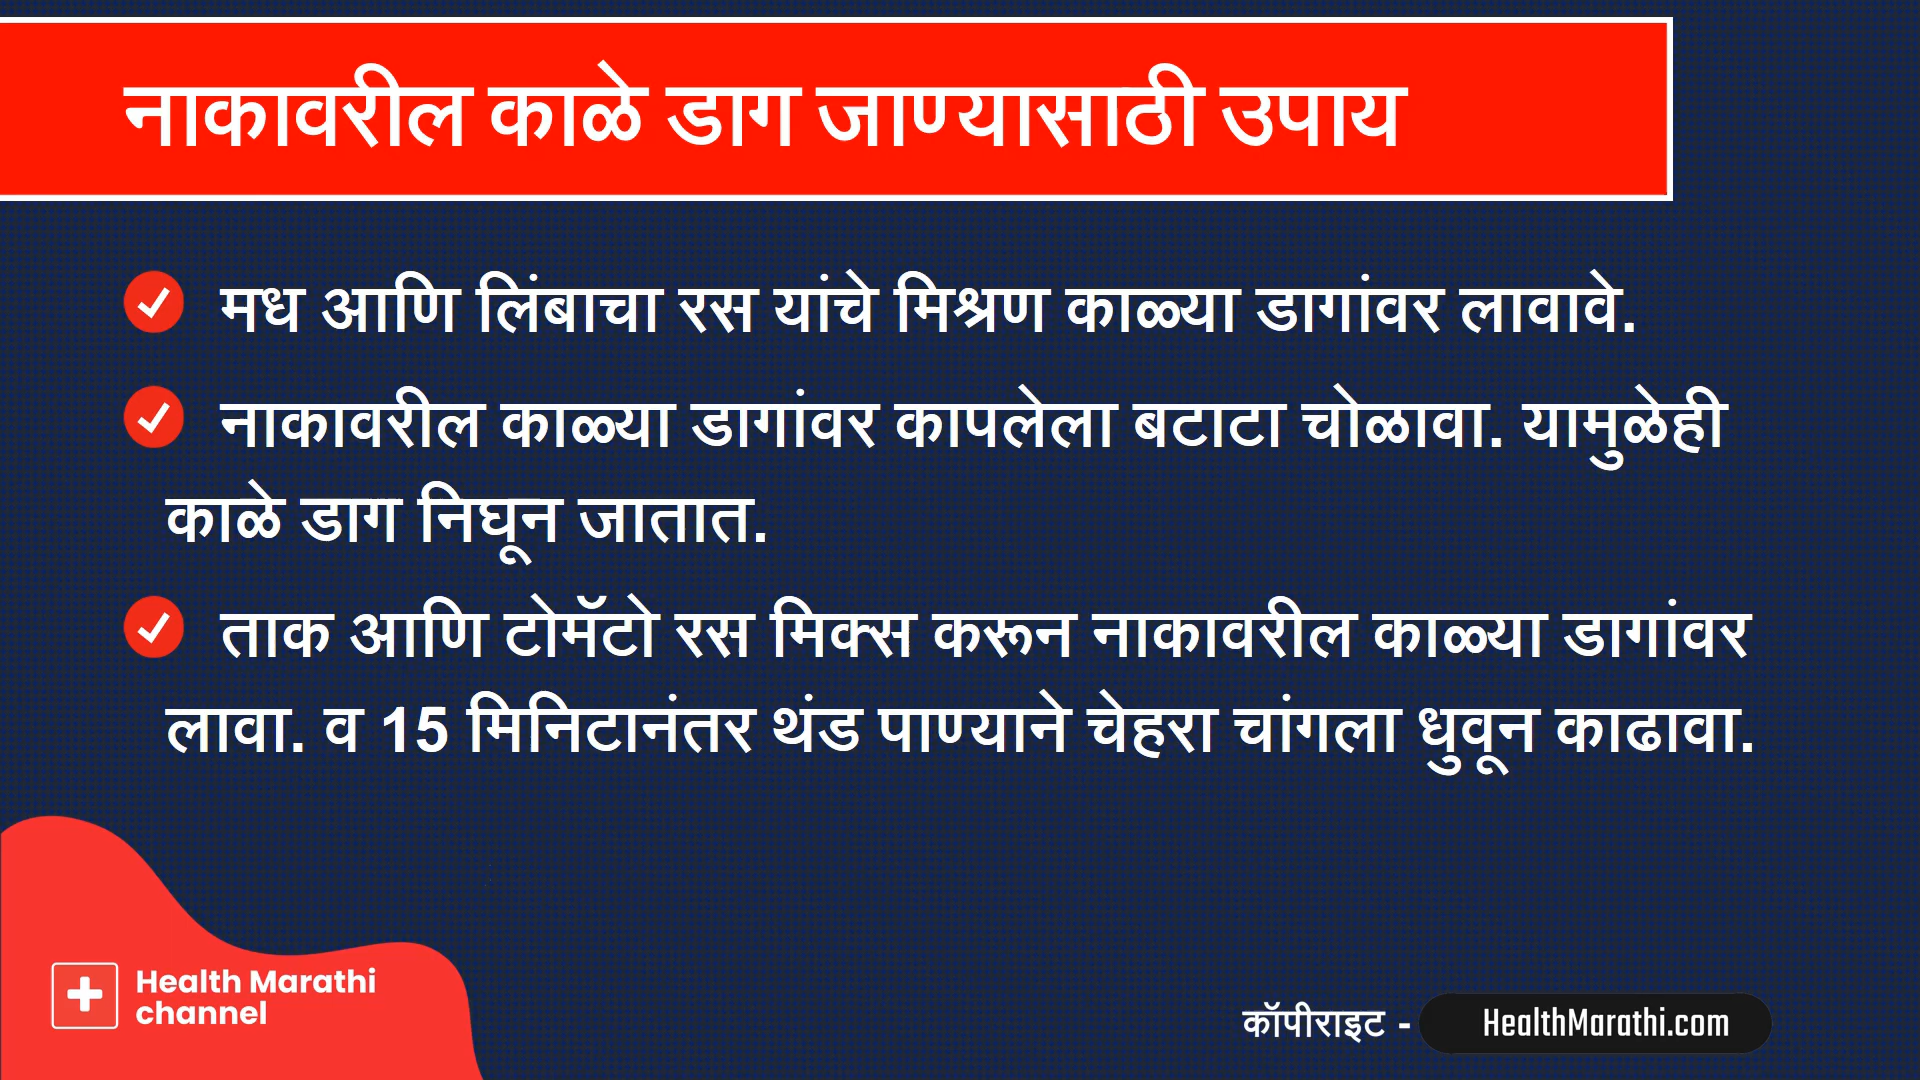 नाकावरील काळे डाग जाण्यासाठी उपाय
मध आणि लिंबाचा रस यांचे मिश्रण काळ्या डागांवर लावावे.
नाकावरील काळ्या डागांवर कापलेला बटाटा चोळावा. यामुळेही
काळे डाग निघून जातात.
ताक आणि टोमॅटो रस मिक्स करून नाकावरील काळ्या डागांवर
लावा. व 15 मिनिटानंतर थंड पाण्याने चेहरा चांगला धुवून काढावा.
Health Marathi
channel
कॉपीराइट - HealthMarathi.com